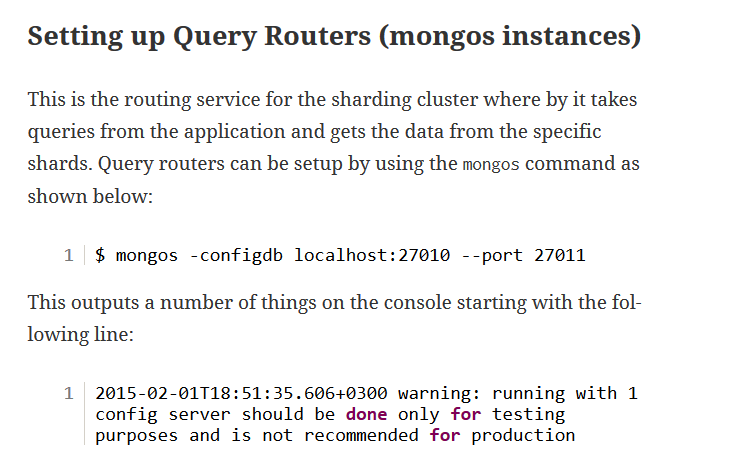 Setting up Query Routers (mongos instances)
This is the routing service for the sharding cluster where by it takes
queries from the application and gets the data from the specific
shards. Query routers can be setup by using the mongos command as
shown below:
1 $ mongos -configdb localhost:27010 --port 27011
This outputs a number of things on the console starting with the fol-
lowing line:
1 2015-02-01T18:51:35.606+0300 warning: running with 1
config server should be done only for testing
purposes and is not recommended for production